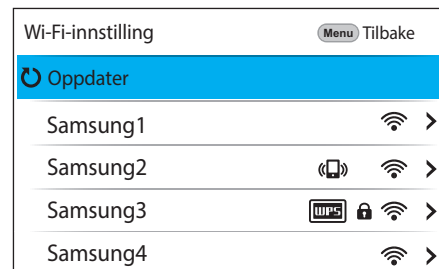 Wi-Fi-innstilling Menu Tilbake
Oppdater
Samsung1
Samsung2
Samsung3 WPS
Samsung4